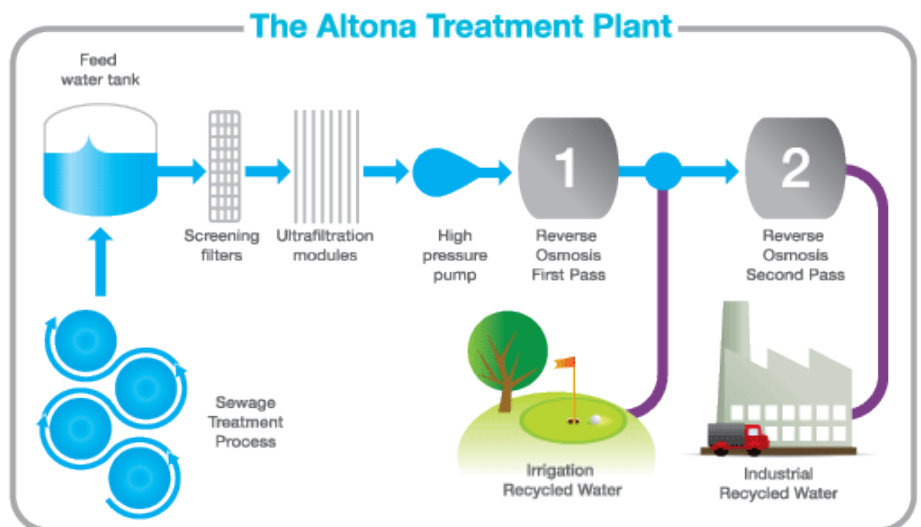 The Altona Treatment Plant
Feed
water tank
Screening
filters
Ultrafiltration
modules
High
pressure
pump
1
Reverse
Osmosis
First Pass
2
Reverse
Osmosis
Second Pass
Sewage
Treatment
Process
Irrigation
Recycled Water
Industrial
Recycled Water